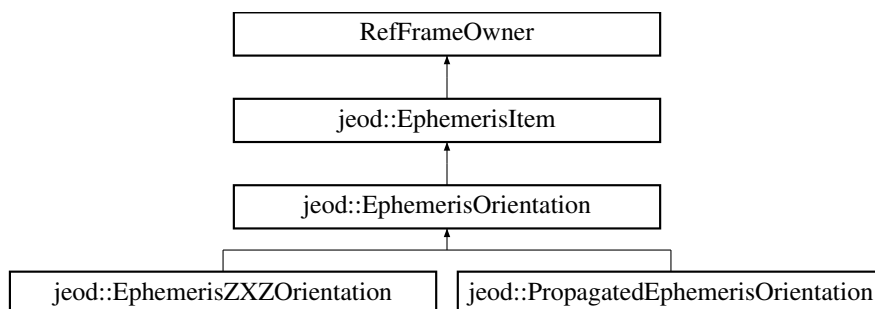 RefFrameOwner
jeod::EphemerisItem
jeod::EphemerisOrientation
jeod::EphemerisZXZOrientation
jeod::PropagatedEphemerisOrientation